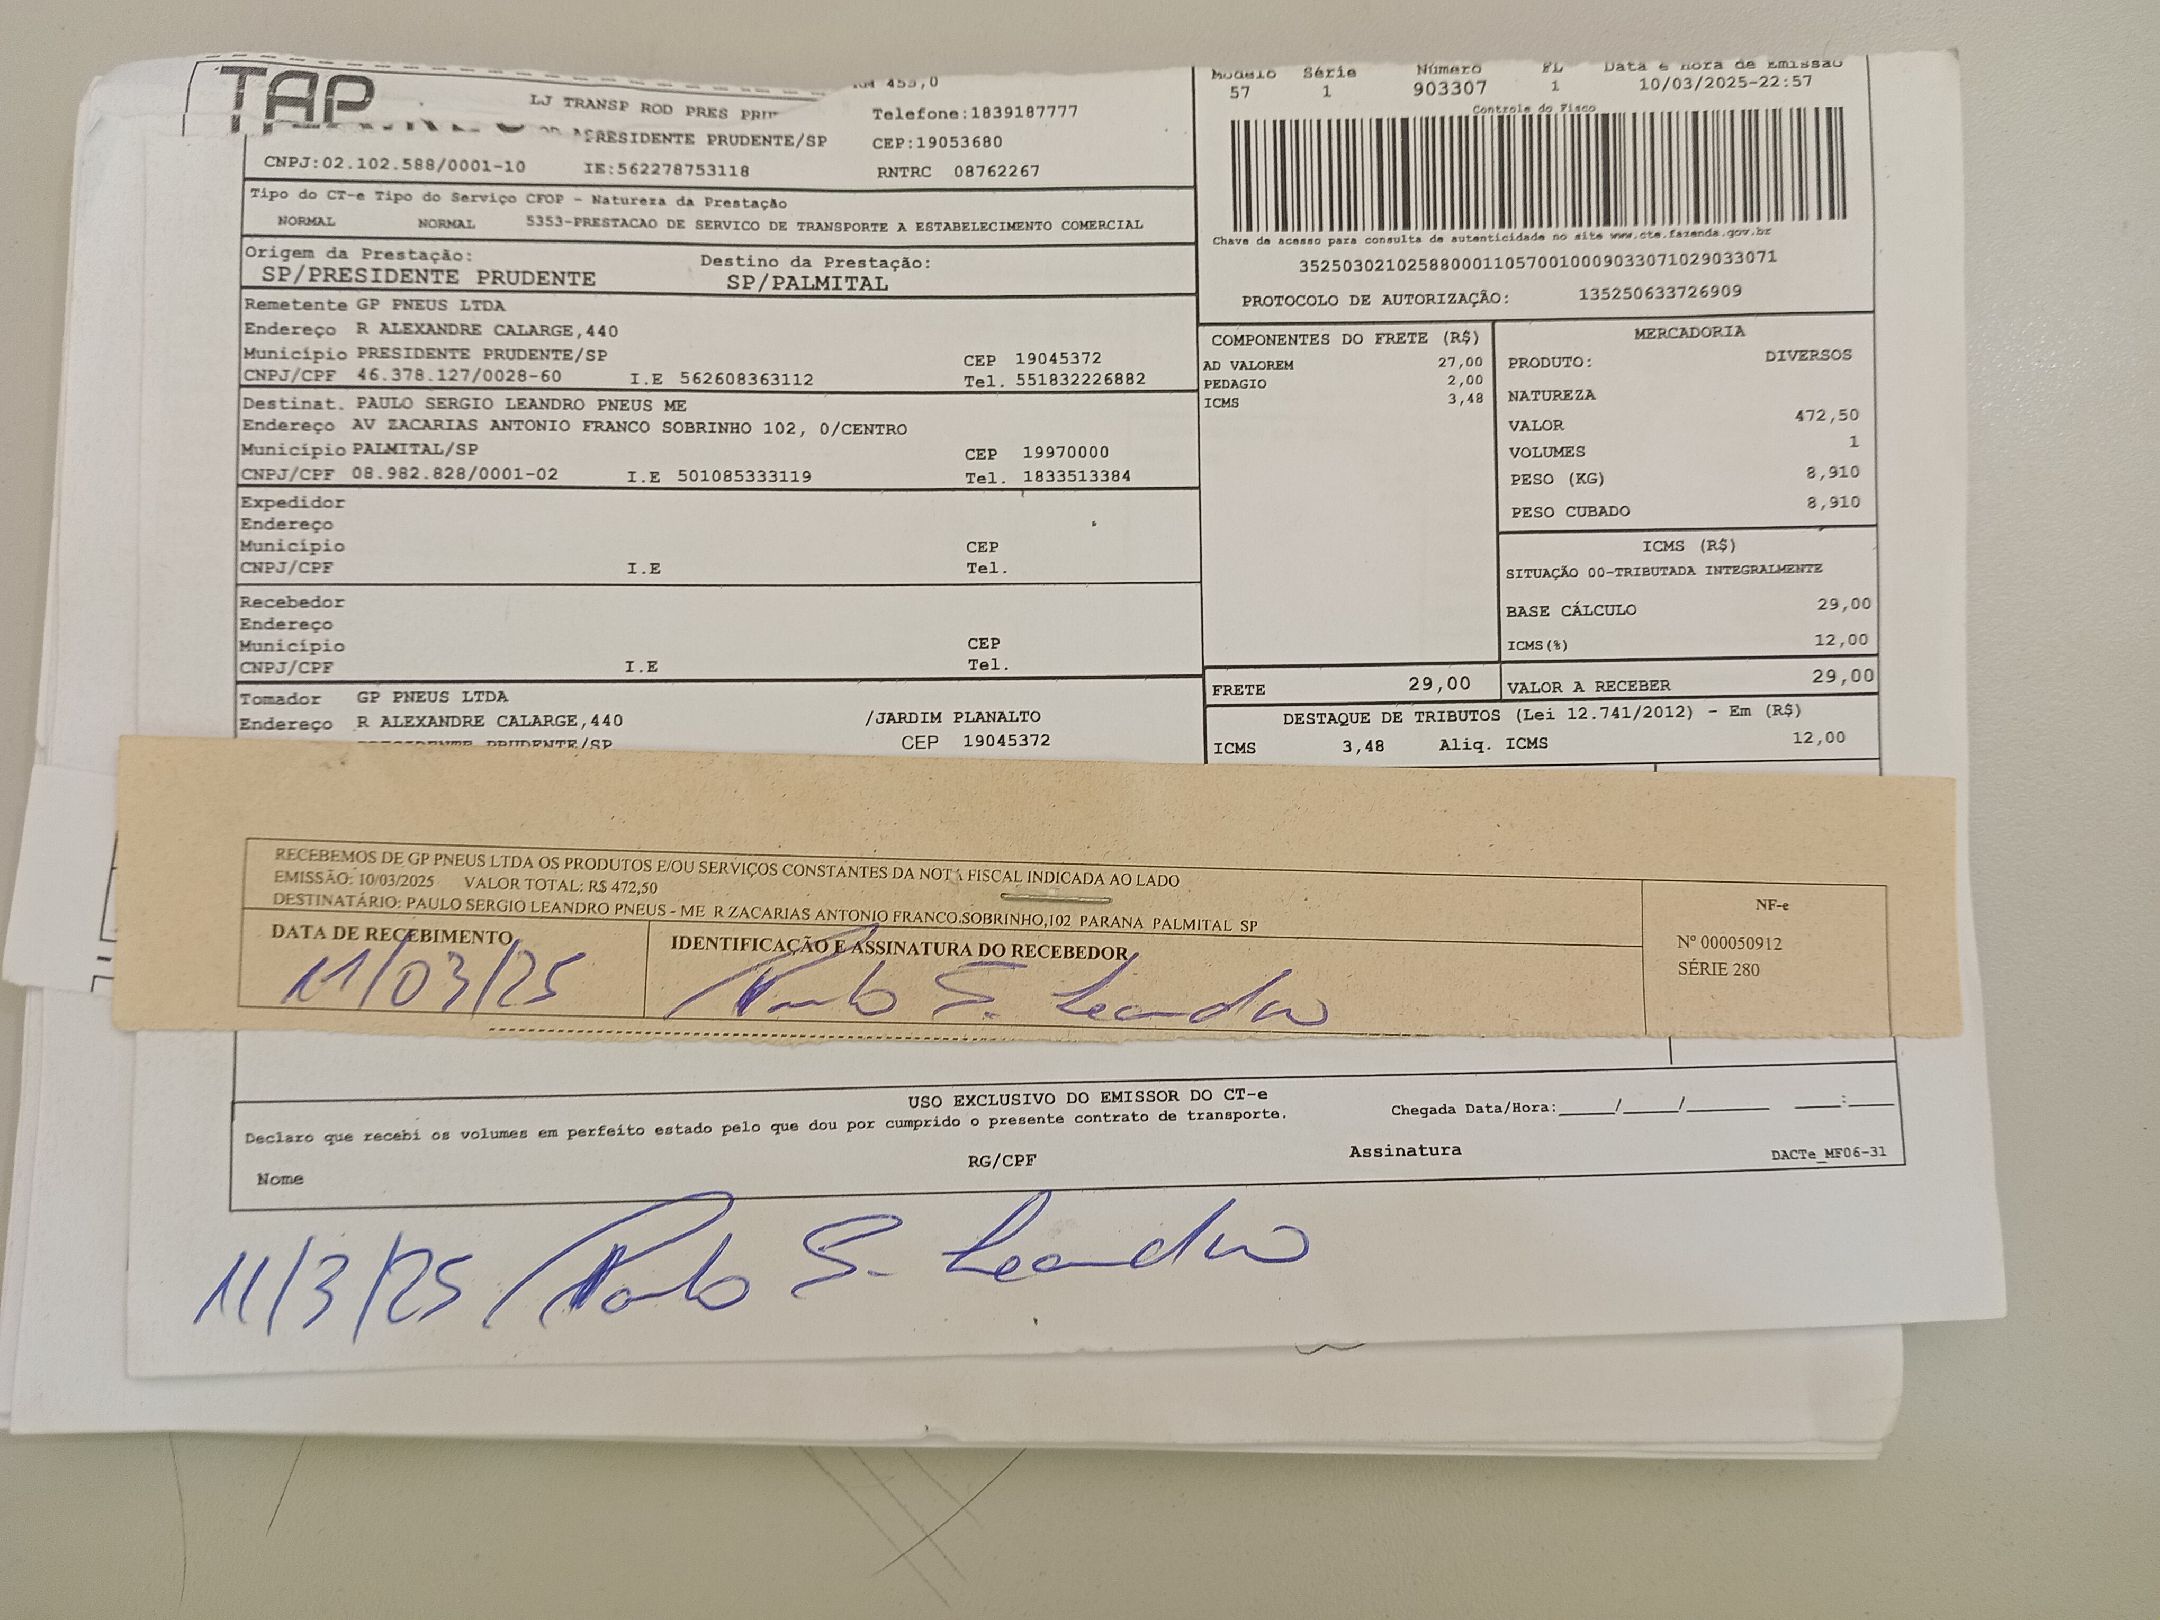 TAP
LJ TRANSP ROD PRES
453,0
Telefone:1839187777
PRESIDENTE PRUDENTE/SP
CEP:19053680
CNPJ:02.102.588/0001-10 IE:562278753118 RNTRC 08762267
Modelo Série Número FL Data e hora de Emissão
57 1 903307 1 10/03/2025-22:57
Controle do Fisco
Chave de acesso para consulta de autenticidade no site www.cte.fazenda.gov.br
35250302102588000110570010009033071029033071
PROTOCOLO DE AUTORIZAÇÃO: 135250633726909
Tipo do CT-e Tipo do Serviço CFOP - Natureza da Prestação
NORMAL NORMAL 5353-PRESTACAO DE SERVICO DE TRANSPORTE A ESTABELECIMENTO COMERCIAL
Origem da Prestação: Destino da Prestação:
SP/PRESIDENTE PRUDENTE SP/PALMITAL
Remetente GP PNEUS LTDA
Endereço R ALEXANDRE CALARGE,440
Município PRESIDENTE PRUDENTE/SP CEP 19045372
CNPJ/CPF 46.378.127/0028-60 I.E 562608363112 Tel. 551832226882
Destinat. PAULO SERGIO LEANDRO PNEUS ME
Endereço AV ZACARIAS ANTONIO FRANCO SOBRINHO 102, 0/CENTRO
Município PALMITAL/SP CEP 19970000
CNPJ/CPF 08.982.828/0001-02 I.E 501085333119 Tel. 1833513384
Expedidor
Endereço
Município CEP
CNPJ/CPF I.E Tel.
Recebedor
Endereço
Município CEP
CNPJ/CPF I.E Tel.
Tomador GP PNEUS LTDA
Endereço R ALEXANDRE CALARGE,440 /JARDIM PLANALTO
PRESIDENTE PRUDENTE/SP CEP 19045372
COMPONENTES DO FRETE (R$)
AD VALOREM 27,00
PEDAGIO 2,00
ICMS 3,48
MERCADORIA
PRODUTO: DIVERSOS
NATUREZA
VALOR 472,50
VOLUMES 1
PESO (KG) 8,910
PESO CUBADO 8,910
ICMS (R$)
SITUAÇÃO 00-TRIBUTADA INTEGRALMENTE
BASE CÁLCULO 29,00
ICMS(%) 12,00
FRETE 29,00 VALOR A RECEBER 29,00
DESTAQUE DE TRIBUTOS (Lei 12.741/2012) - Em (R$)
ICMS 3,48 Aliq. ICMS 12,00
RECEBEMOS DE GP PNEUS LTDA OS PRODUTOS E/OU SERVIÇOS CONSTANTES DA NOTA FISCAL INDICADA AO LADO
EMISSÃO: 10/03/2025 VALOR TOTAL: R$ 472,50
DESTINATÁRIO: PAULO SERGIO LEANDRO PNEUS - ME R ZACARIAS ANTONIO FRANCO SOBRINHO,102 PARANA PALMITAL SP
DATA DE RECEBIMENTO IDENTIFICAÇÃO E ASSINATURA DO RECEBEDOR
11/03/25 Paulo S. Leandro
NF-e
Nº 000050912
SÉRIE 280
USO EXCLUSIVO DO EMISSOR DO CT-e
Declaro que recebi os volumes em perfeito estado pelo que dou por cumprido o presente contrato de transporte. Chegada Data/Hora:____/____/______ ___:___
Nome RG/CPF Assinatura DACTe_MF06-31
11/3/25 Paulo S. Leandro